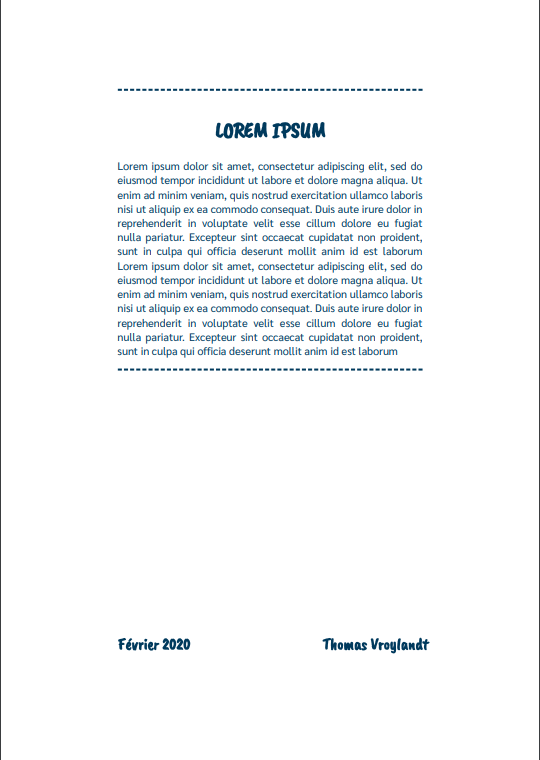 LOREM IPSUM
Lorem ipsum dolor sit amet, consectetur adipiscing elit, sed do
eiusmod tempor incididunt ut labore et dolore magna aliqua. Ut
enim ad minim veniam, quis nostrud exercitation ullamco laboris
nisi ut aliquip ex ea commodo consequat. Duis aute irure dolor in
reprehenderit in voluptate velit esse cillum dolore eu fugiat
nulla pariatur. Excepteur sint occaecat cupidatat non proident,
sunt in culpa qui officia deserunt mollit anim id est laborum
Lorem ipsum dolor sit amet, consectetur adipiscing elit, sed do
eiusmod tempor incididunt ut labore et dolore magna aliqua. Ut
enim ad minim veniam, quis nostrud exercitation ullamco laboris
nisi ut aliquip ex ea commodo consequat. Duis aute irure dolor in
reprehenderit in voluptate velit esse cillum dolore eu fugiat
nulla pariatur. Excepteur sint occaecat cupidatat non proident,
sunt in culpa qui officia deserunt mollit anim id est laborum
Février 2020 Thomas Vroylandt